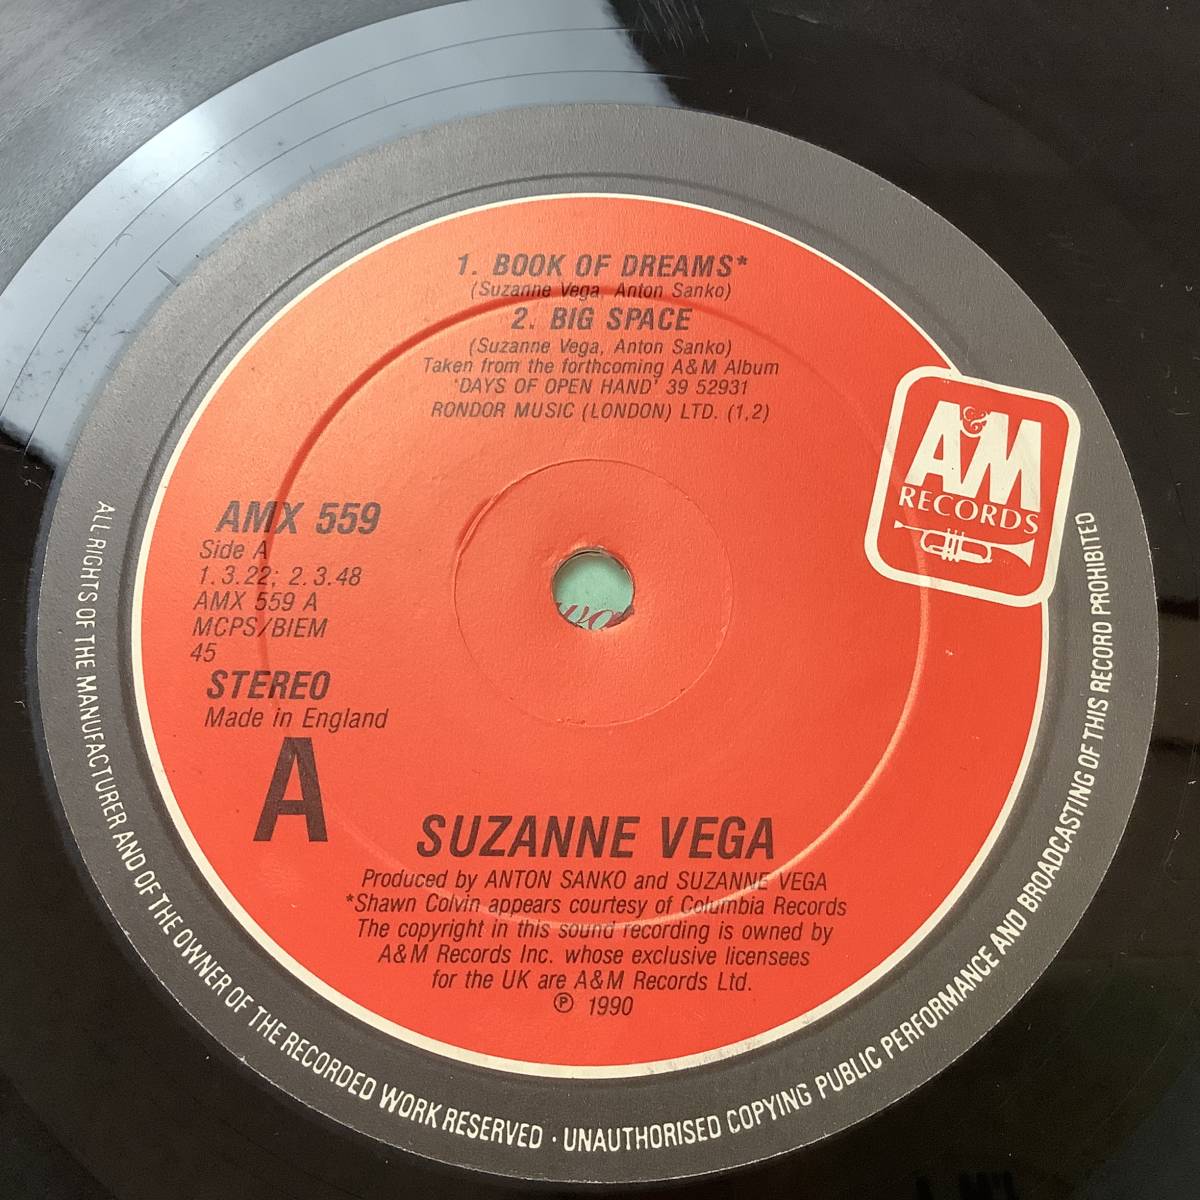 1. BOOK OF DREAMS*
(Suzanne Vega, Anton Sanko)
2. BIG SPACE
(Suzanne Vega, Anton Sanko)
Taken from the forthcoming A&M Album
'DAYS OF OPEN HAND' 39 52931
RONDOR MUSIC (LONDON) LTD. (1,2)
A&M
RECORDS
AMX 559
Side A
1.3.22; 2.3.48
AMX 559 A
MCPS/BIEM
45
STEREO
Made in England
A
SUZANNE VEGA
Produced by ANTON SANKO and SUZANNE VEGA
*Shawn Colvin appears courtesy of Columbia Records
The copyright in this sound recording is owned by
A&M Records Inc. whose exclusive licensees
for the UK are A&M Records Ltd.
Ⓟ 1990
ALL RIGHTS OF THE MANUFACTURER AND OF THE OWNER OF THE RECORDED WORK RESERVED · UNAUTHORISED COPYING PUBLIC PERFORMANCE AND BROADCASTING OF THIS RECORD PROHIBITED